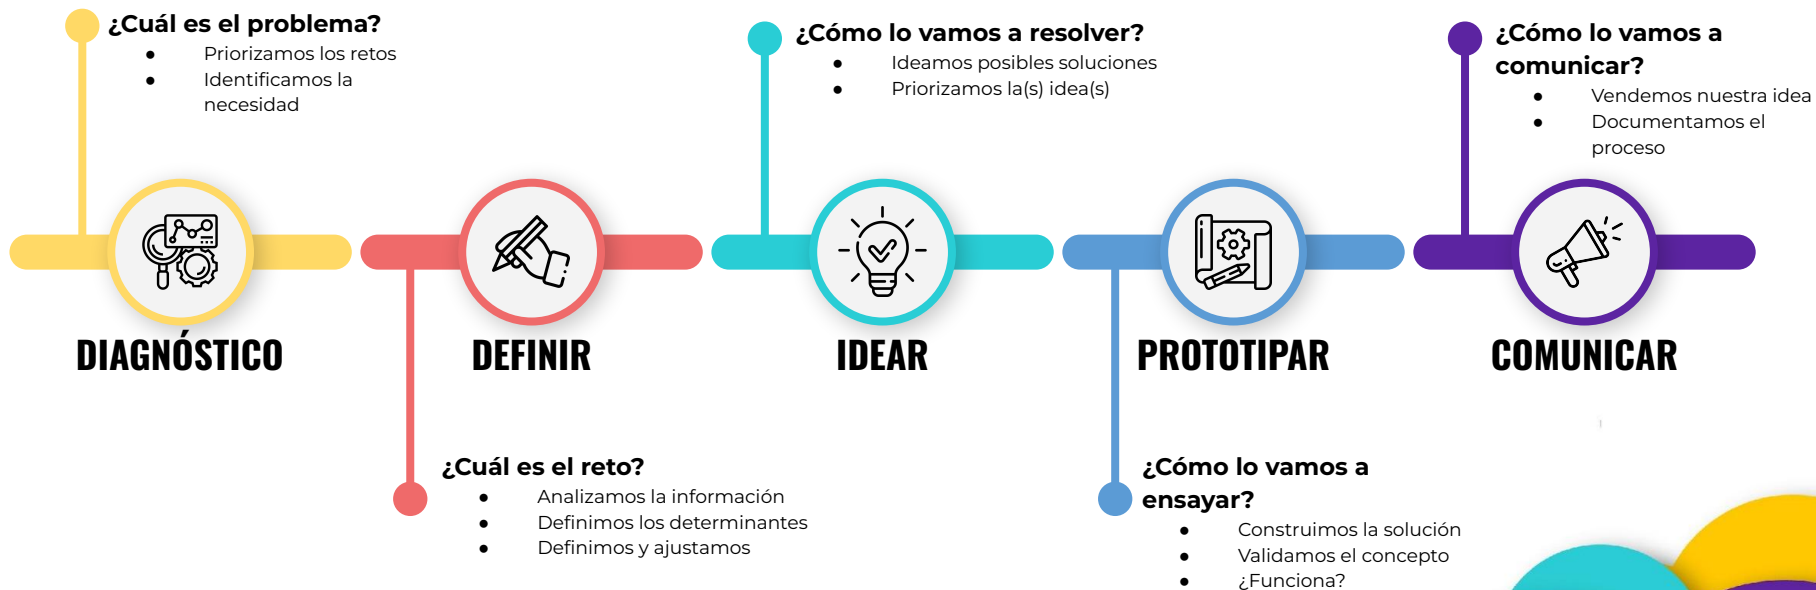 ¿Cuál es el problema?
● Priorizamos los retos
● Identificamos la
necesidad
¿Cómo lo vamos a resolver?
● Ideamos posibles soluciones
● Priorizamos la(s) idea(s)
¿Cómo lo vamos a
comunicar?
● Vendemos nuestra idea
● Documentamos el
proceso
DIAGNÓSTICO
DEFINIR
IDEAR
PROTOTIPAR
COMUNICAR
¿Cuál es el reto?
● Analizamos la información
● Definimos los determinantes
● Definimos y ajustamos
¿Cómo lo vamos a
ensayar?
● Construimos la solución
● Validamos el concepto
● ¿Funciona?